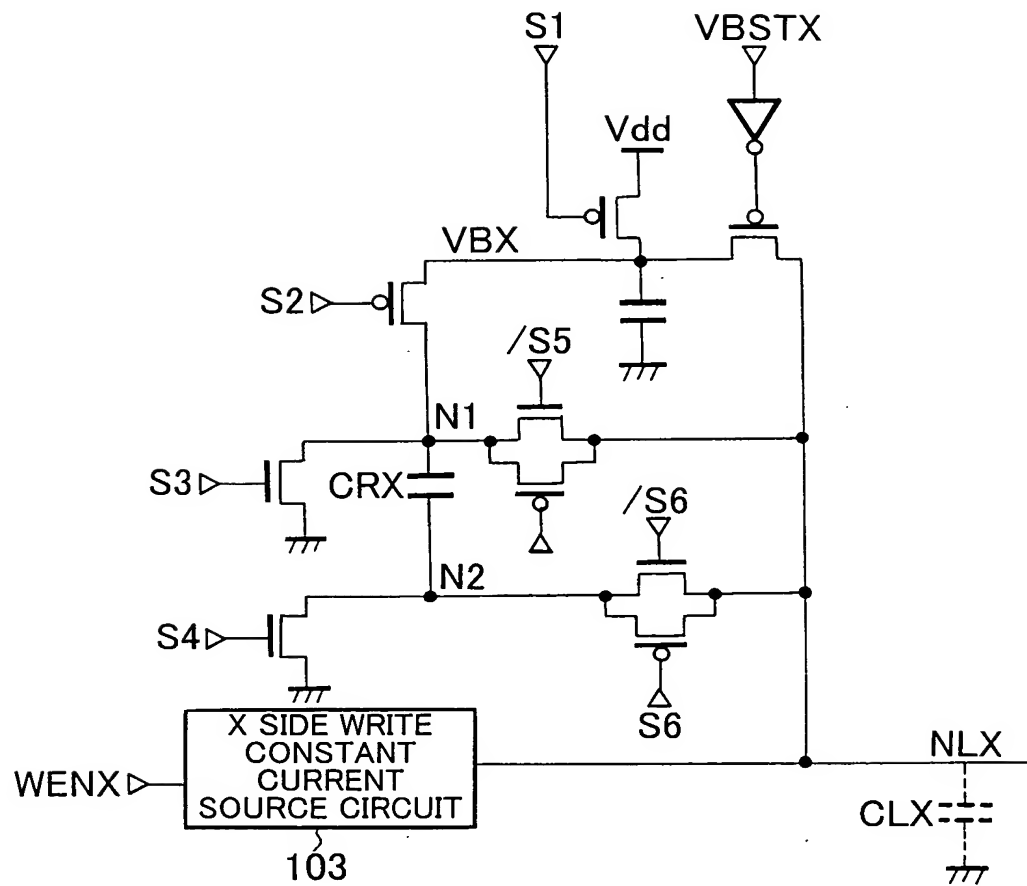 S1
VBSTX
Vdd
VBX
S2
/S5
N1
S3
CRX
/S6
N2
S4
S6
X SIDE WRITE
CONSTANT
CURRENT
SOURCE CIRCUIT
NLX
WENX
CLX
103